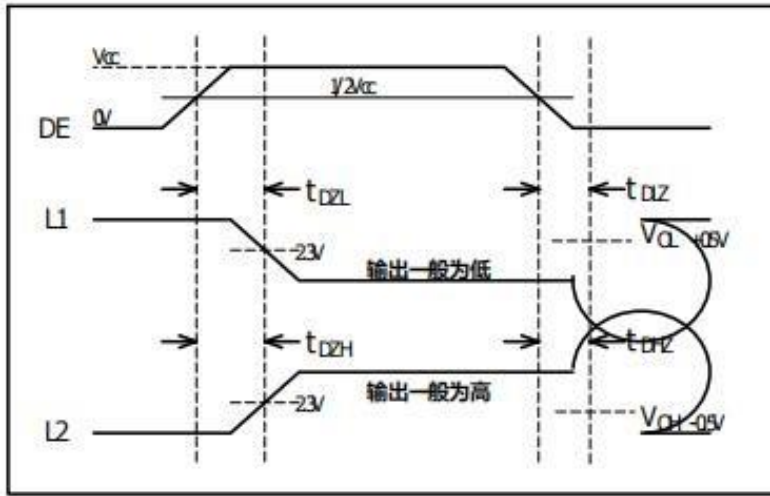 Vcc
1/2Vcc
DE 0V
tDZL tDLZ
L1
2.3V
VOL +0.5V
输出一般为低
tDZH tDHZ
输出一般为高
2.3V
VOH -0.5V
L2